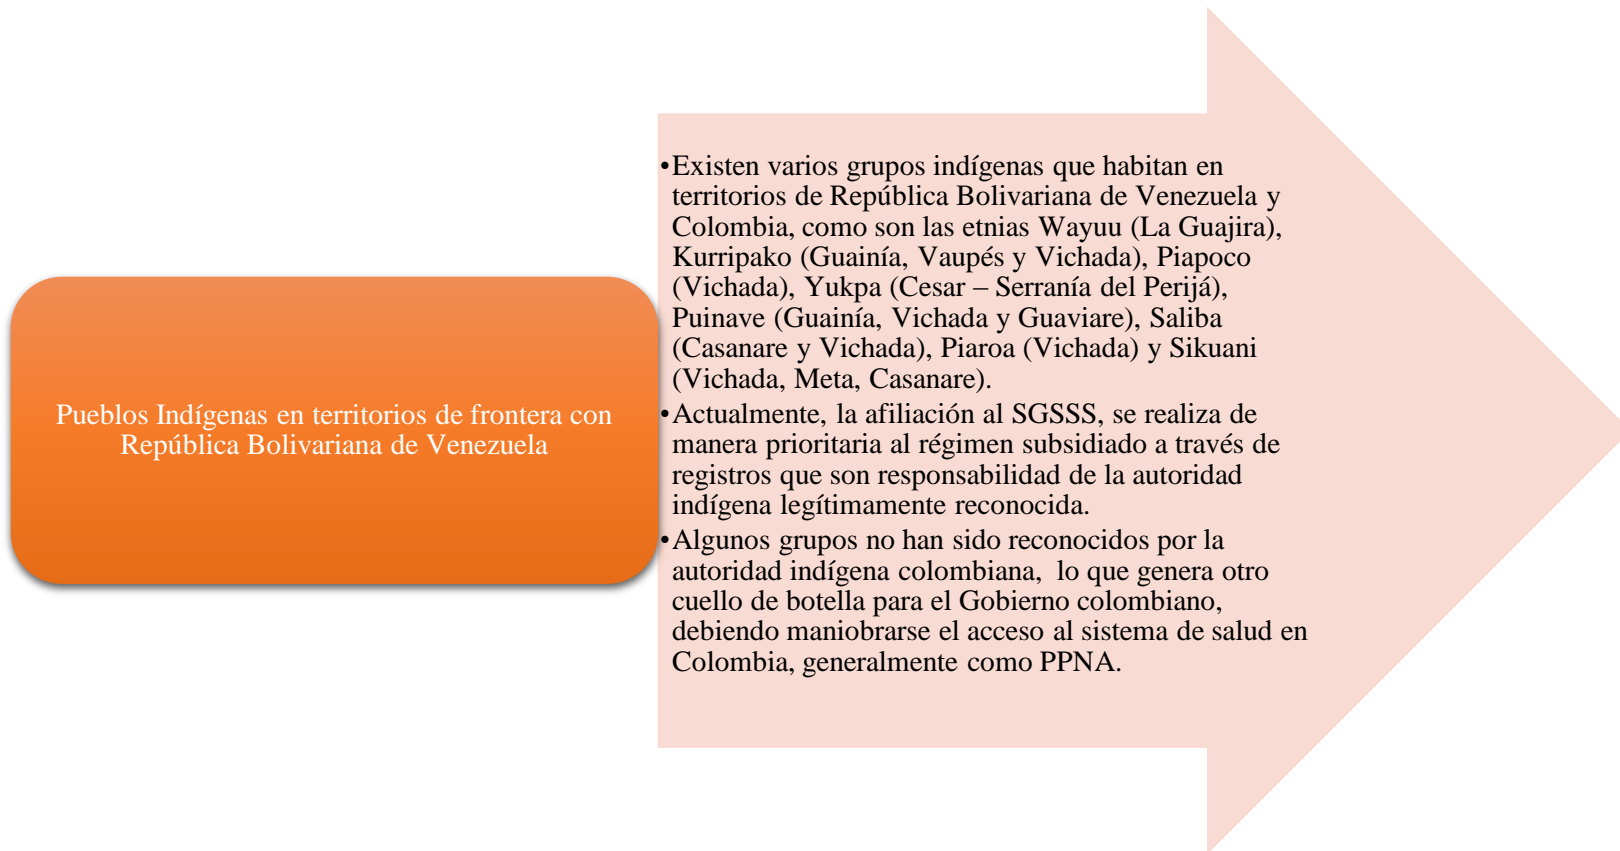 Pueblos Indígenas en territorios de frontera con
República Bolivariana de Venezuela
•Existen varios grupos indígenas que habitan en
territorios de República Bolivariana de Venezuela y
Colombia, como son las etnias Wayuu (La Guajira),
Kurripako (Guainía, Vaupés y Vichada), Piapoco
(Vichada), Yukpa (Cesar – Serranía del Perijá),
Puinave (Guainía, Vichada y Guaviare), Saliba
(Casanare y Vichada), Piaroa (Vichada) y Sikuani
(Vichada, Meta, Casanare).
•Actualmente, la afiliación al SGSSS, se realiza de
manera prioritaria al régimen subsidiado a través de
registros que son responsabilidad de la autoridad
indígena legítimamente reconocida.
•Algunos grupos no han sido reconocidos por la
autoridad indígena colombiana, lo que genera otro
cuello de botella para el Gobierno colombiano,
debiendo maniobrarse el acceso al sistema de salud en
Colombia, generalmente como PPNA.